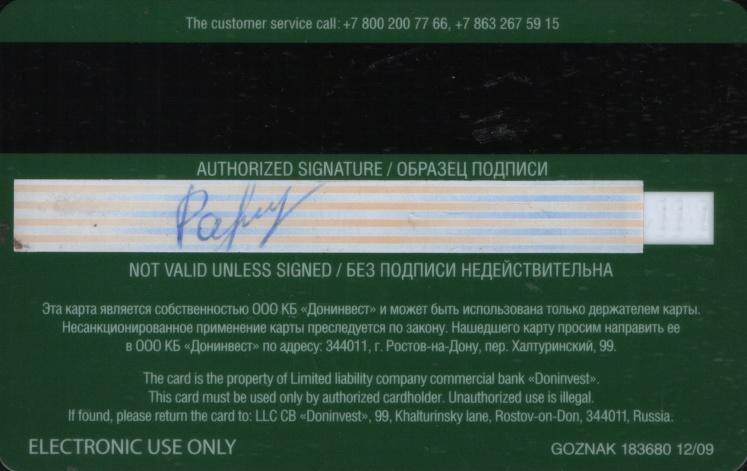 The customer service call: +7 800 200 77 66, +7 863 267 59 15
AUTHORIZED SIGNATURE / ОБРАЗЕЦ ПОДПИСИ
NOT VALID UNLESS SIGNED / БЕЗ ПОДПИСИ НЕДЕЙСТВИТЕЛЬНА
Эта карта является собственностью ООО КБ «Донинвест» и может быть использована только держателем карты.
Несанкционированное применение карты преследуется по закону. Нашедшего карту просим направить ее
в ООО КБ «Донинвест» по адресу: 344011, г. Ростов-на-Дону, пер. Халтуринский, 99.
The card is the property of Limited liability company commercial bank «Doninvest».
This card must be used only by authorized cardholder. Unauthorized use is illegal.
If found, please return the card to: LLC CB «Doninvest», 99, Khalturinsky lane, Rostov-on-Don, 344011, Russia.
ELECTRONIC USE ONLY
GOZNAK 183680 12/09